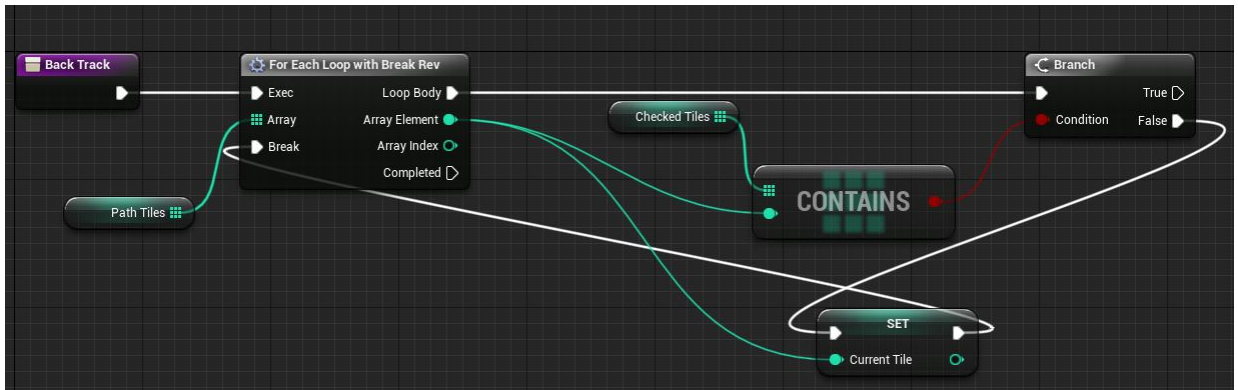 Back Track
For Each Loop with Break Rev
Exec
Loop Body
Array
Array Element
Break
Array Index
Completed
Path Tiles
Checked Tiles
CONTAINS
Branch
True
Condition
False
SET
Current Tile